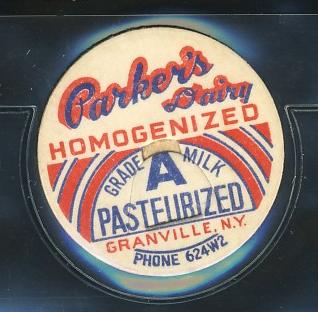 Parker's
Dairy
HOMOGENIZED
GRADE A MILK
PASTEURIZED
GRANVILLE, N.Y.
PHONE 624W2